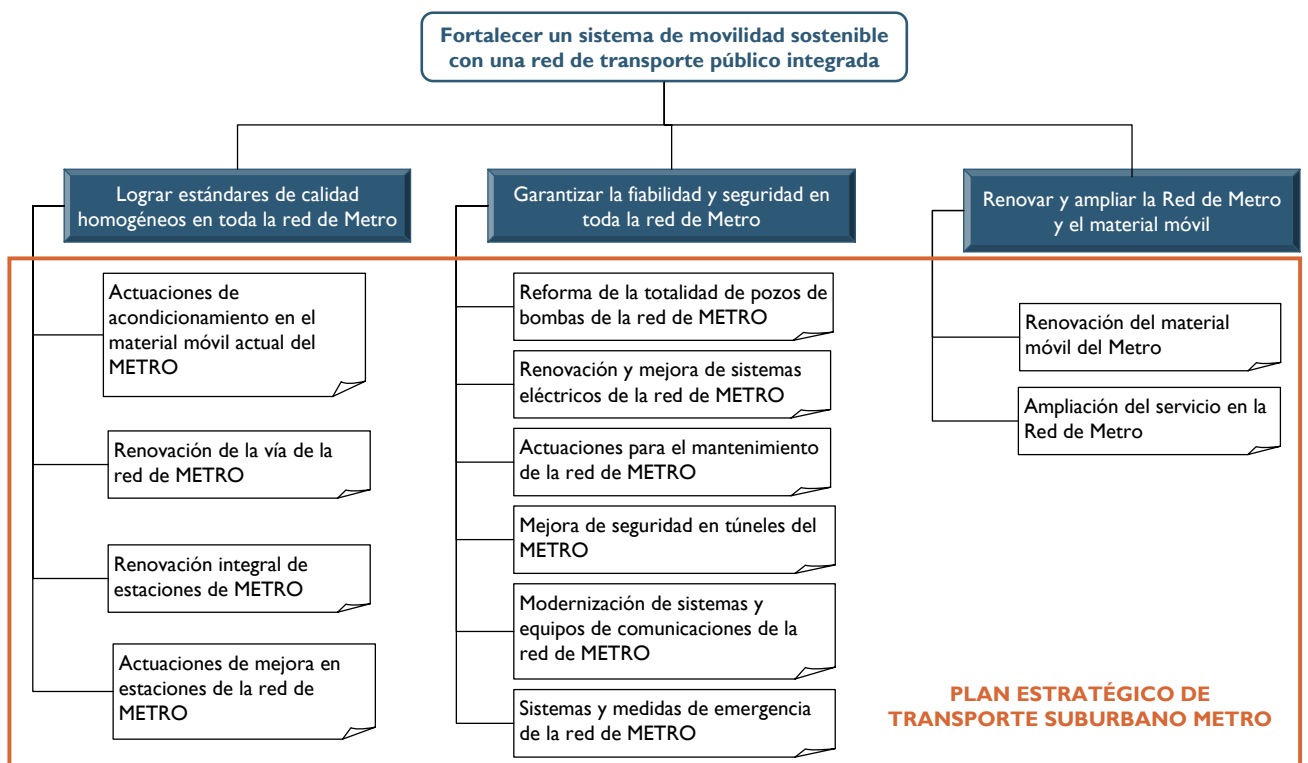 Fortalecer un sistema de movilidad sostenible
con una red de transporte público integrada
Lograr estándares de calidad
homogéneos en toda la red de Metro
Actuaciones de
acondicionamiento en el
material móvil actual del
METRO
Renovación de la vía de la
red de METRO
Renovación integral de
estaciones de METRO
Actuaciones de mejora en
estaciones de la red de
METRO
Garantizar la fiabilidad y seguridad en
toda la red de Metro
Reforma de la totalidad de pozos de
bombas de la red de METRO
Renovación y mejora de sistemas
eléctricos de la red de METRO
Actuaciones para el mantenimiento
de la red de METRO
Mejora de seguridad en túneles del
METRO
Modernización de sistemas y
equipos de comunicaciones de la
red de METRO
Sistemas y medidas de emergencia
de la red de METRO
Renovar y ampliar la Red de Metro
y el material móvil
Renovación del material
móvil del Metro
Ampliación del servicio en la
Red de Metro
PLAN ESTRATÉGICO DE
TRANSPORTE SUBURBANO METRO